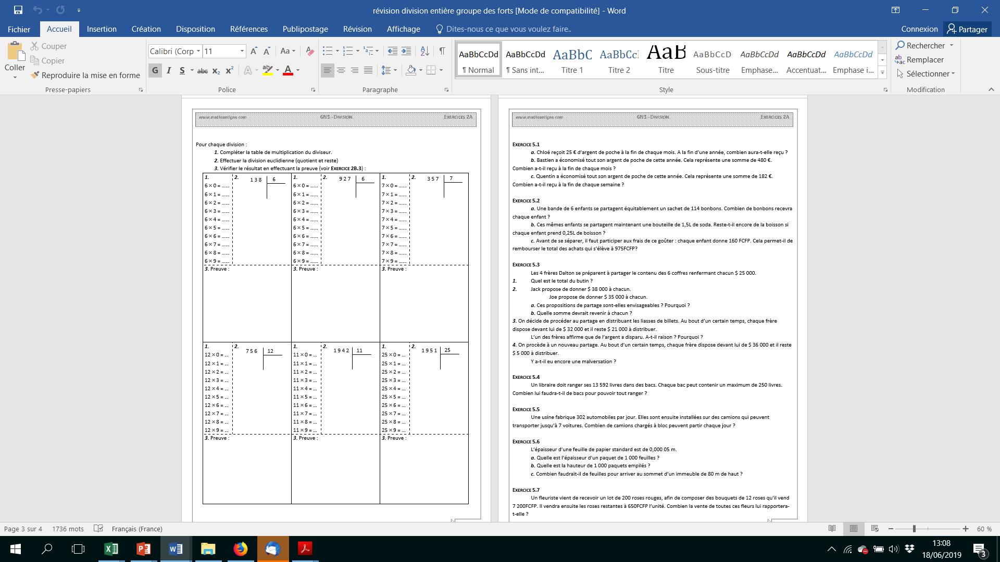 révision division entière groupe des forts [Mode de compatibilité] - Word
Fichier Accueil Insertion Création Disposition Références Publipostage Révision Affichage Dites-nous ce que vous voulez faire.. Connexion Partager
Coller
Couper
Copier
Reproduire la mise en forme
Presse-papiers
Calibri (Corp 11
G I S abc X₂ X²
Police
Paragraphe
AaBbCcDd AaBbCcDd AaBbC AaBbCcI AaB AaBbCcD AaBbCcDd AaBbCcDd AaBbCcDd
¶ Normal ¶ Sans int... Titre 1 Titre 2 Titre Sous-titre Emphase... Accentuat... Emphase i...
Style
Rechercher
Remplacer
Sélectionner
Modification
www.mathsenligne.com 6N3 - DIVISION EXERCICES 2A
Pour chaque division :
1. Compléter la table de multiplication du diviseur.
2. Effectuer la division euclidienne (quotient et reste)
3. Vérifier le résultat en effectuant la preuve (voir EXERCICE 2B.3) :
1. 2. 1 3 8 6 1. 2. 9 2 7 6 1. 2. 3 5 7 7
6 × 0 = ...... 6 × 0 = ...... 7 × 0 = ......
6 × 1 = ...... 6 × 1 = ...... 7 × 1 = ......
6 × 2 = ...... 6 × 2 = ...... 7 × 2 = ......
6 × 3 = ...... 6 × 3 = ...... 7 × 3 = ......
6 × 4 = ...... 6 × 4 = ...... 7 × 4 = ......
6 × 5 = ...... 6 × 5 = ...... 7 × 5 = ......
6 × 6 = ...... 6 × 6 = ...... 7 × 6 = ......
6 × 7 = ...... 6 × 7 = ...... 7 × 7 = ......
6 × 8 = ...... 6 × 8 = ...... 7 × 8 = ......
6 × 9 = ...... 6 × 9 = ...... 7 × 9 = ......
3. Preuve : 3. Preuve : 3. Preuve :
1. 2. 7 5 6 12 1. 2. 1 9 4 2 11 1. 2. 1 9 5 1 25
12 × 0 = ... 11 × 0 = ... 25 × 0 = ...
12 × 1 = ... 11 × 1 = ... 25 × 1 = ...
12 × 2 = ... 11 × 2 = ... 25 × 2 = ...
12 × 3 = ... 11 × 3 = ... 25 × 3 = ...
12 × 4 = ... 11 × 4 = ... 25 × 4 = ...
12 × 5 = ... 11 × 5 = ... 25 × 5 = ...
12 × 6 = ... 11 × 6 = ... 25 × 6 = ...
12 × 7 = ... 11 × 7 = ... 25 × 7 = ...
12 × 8 = ... 11 × 8 = ... 25 × 8 = ...
12 × 9 = ... 11 × 9 = ... 25 × 9 = ...
3. Preuve : 3. Preuve : 3. Preuve :
www.mathsenligne.com 6N3 - DIVISION EXERCICES 2A
EXERCICE 5.1
a. Chloé reçoit 25 € d'argent de poche à la fin de chaque mois. A la fin d'une année, combien aura-t-elle reçu ?
b. Bastien a économisé tout son argent de poche de cette année. Cela représente une somme de 480 €.
Combien a-t-il reçu à la fin de chaque mois ?
c. Quentin a économisé tout son argent de poche de cette année. Cela représente une somme de 182 €.
Combien a-t-il reçu à la fin de chaque semaine ?
EXERCICE 5.2
a. Une bande de 6 enfants se partagent équitablement un sachet de 114 bonbons. Combien de bonbons recevra
chaque enfant ?
b. Ces mêmes enfants se partagent maintenant une bouteille de 1,5L de soda. Reste-t-il encore de la boisson si
chaque enfant prend 0,25L de boisson ?
c. Avant de se séparer, il faut participer aux frais de ce goûter : chaque enfant donne 160 FCFP. Cela permet-il de
rembourser le total des achats qui s'élève à 975FCFP?
EXERCICE 5.3
Les 4 frères Dalton se préparent à partager le contenu des 6 coffres renfermant chacun $ 25 000.
1. Quel est le total du butin ?
2. Jack propose de donner $ 38 000 à chacun.
Joe propose de donner $ 35 000 à chacun.
a. Ces propositions de partage sont-elles envisageables ? Pourquoi ?
b. Quelle somme devrait revenir à chacun ?
3. On décide de procéder au partage en distribuant les liasses de billets. Au bout d'un certain temps, chaque frère
dispose devant lui de $ 32 000 et il reste $ 21 000 à distribuer.
L'un des frères affirme que de l'argent a disparu. A-t-il raison ? Pourquoi ?
4. On procède à un nouveau partage. Au bout d'un certain temps, chaque frère dispose devant lui de $ 36 000 et il reste
$ 5 000 à distribuer.
Y a-t-il eu encore une malversation ?
EXERCICE 5.4
Un libraire doit ranger ses 13 592 livres dans des bacs. Chaque bac peut contenir un maximum de 250 livres.
Combien lui faudra-t-il de bacs pour pouvoir tout ranger ?
EXERCICE 5.5
Une usine fabrique 302 automobiles par jour. Elles sont ensuite installées sur des camions qui peuvent
transporter jusqu'à 7 voitures. Combien de camions chargés à bloc peuvent partir chaque jour ?
EXERCICE 5.6
L'épaisseur d'une feuille de papier standard est de 0,000 05 m.
a. Quelle est l'épaisseur d'un paquet de 1 000 feuilles ?
b. Quelle est la hauteur de 1 000 paquets empilés ?
c. Combien faudrait-il de feuilles pour arriver au sommet d'un immeuble de 80 m de haut ?
EXERCICE 5.7
Un fleuriste vient de recevoir un lot de 200 roses rouges, afin de composer des bouquets de 12 roses qu'il vend
7 200FCFP. Il vendra ensuite les roses restantes à 650FCFP l'unité. Combien la vente de toutes ces fleurs lui rapportera-
t-elle ?
Page 3 sur 4 1736 mots Français (France) 60 %
13:08
18/06/2019
3